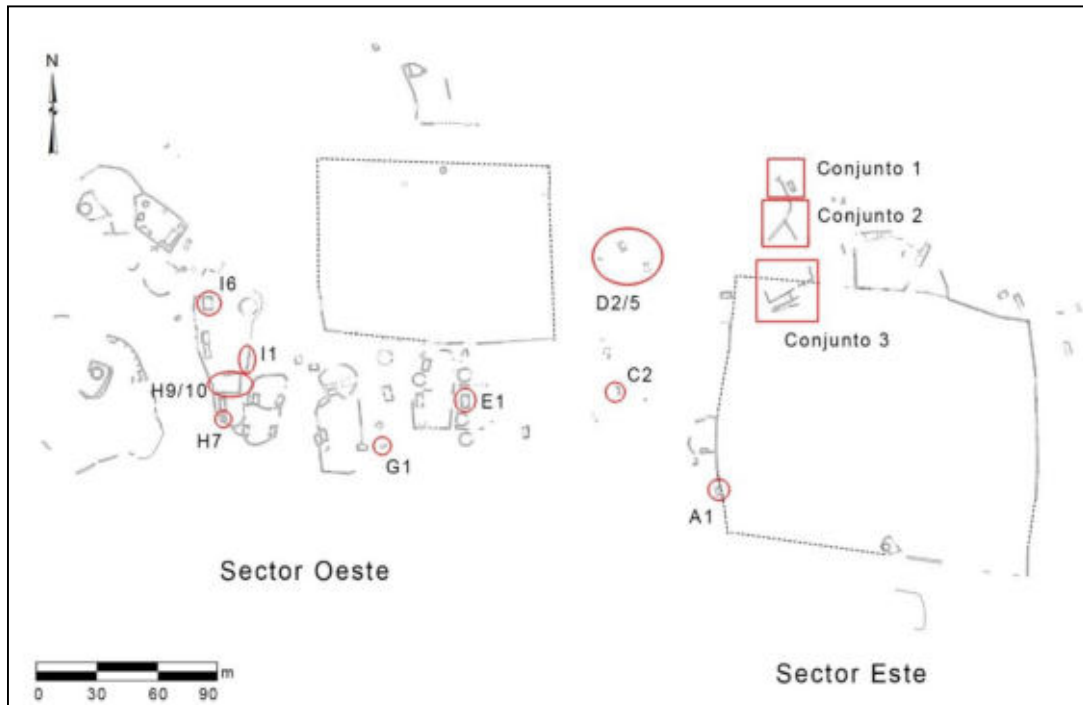 N
Conjunto 1
Conjunto 2
D2/5
I6
Conjunto 3
I1
H9/10
C2
E1
H7
G1
A1
Sector Oeste
Sector Este
m
0 30 60 90